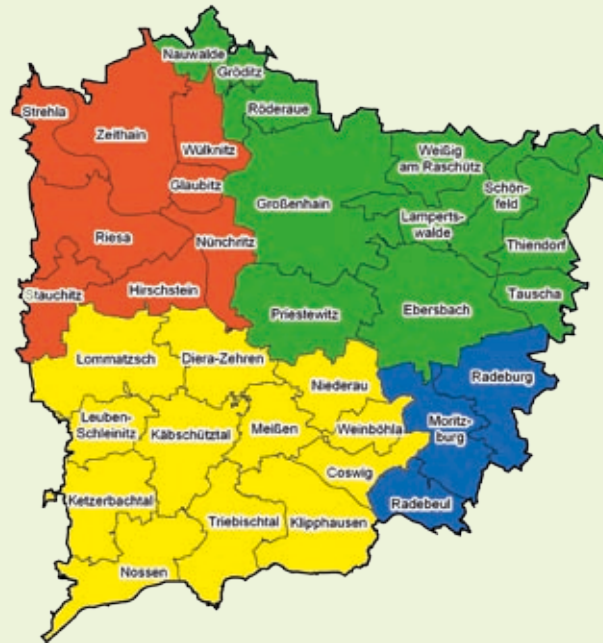 Nauwalde
Gröditz
Strehla
Röderaue
Zeithain
Wülknitz
Weißig
am Raschütz
Glaubitz
Schön-
feld
Großenhain
Lamperts-
walde
Riesa
Nünchritz
Thiendorf
Stauchitz
Hirschstein
Tauscha
Priestewitz
Ebersbach
Lommatzsch
Diera-Zehren
Niederau
Radeburg
Leuben-
Schleinitz
Käbschütztal
Meißen
Weinböhla
Moritz-
burg
Coswig
Ketzerbachtal
Radebeul
Triebischtal
Klipphausen
Nossen